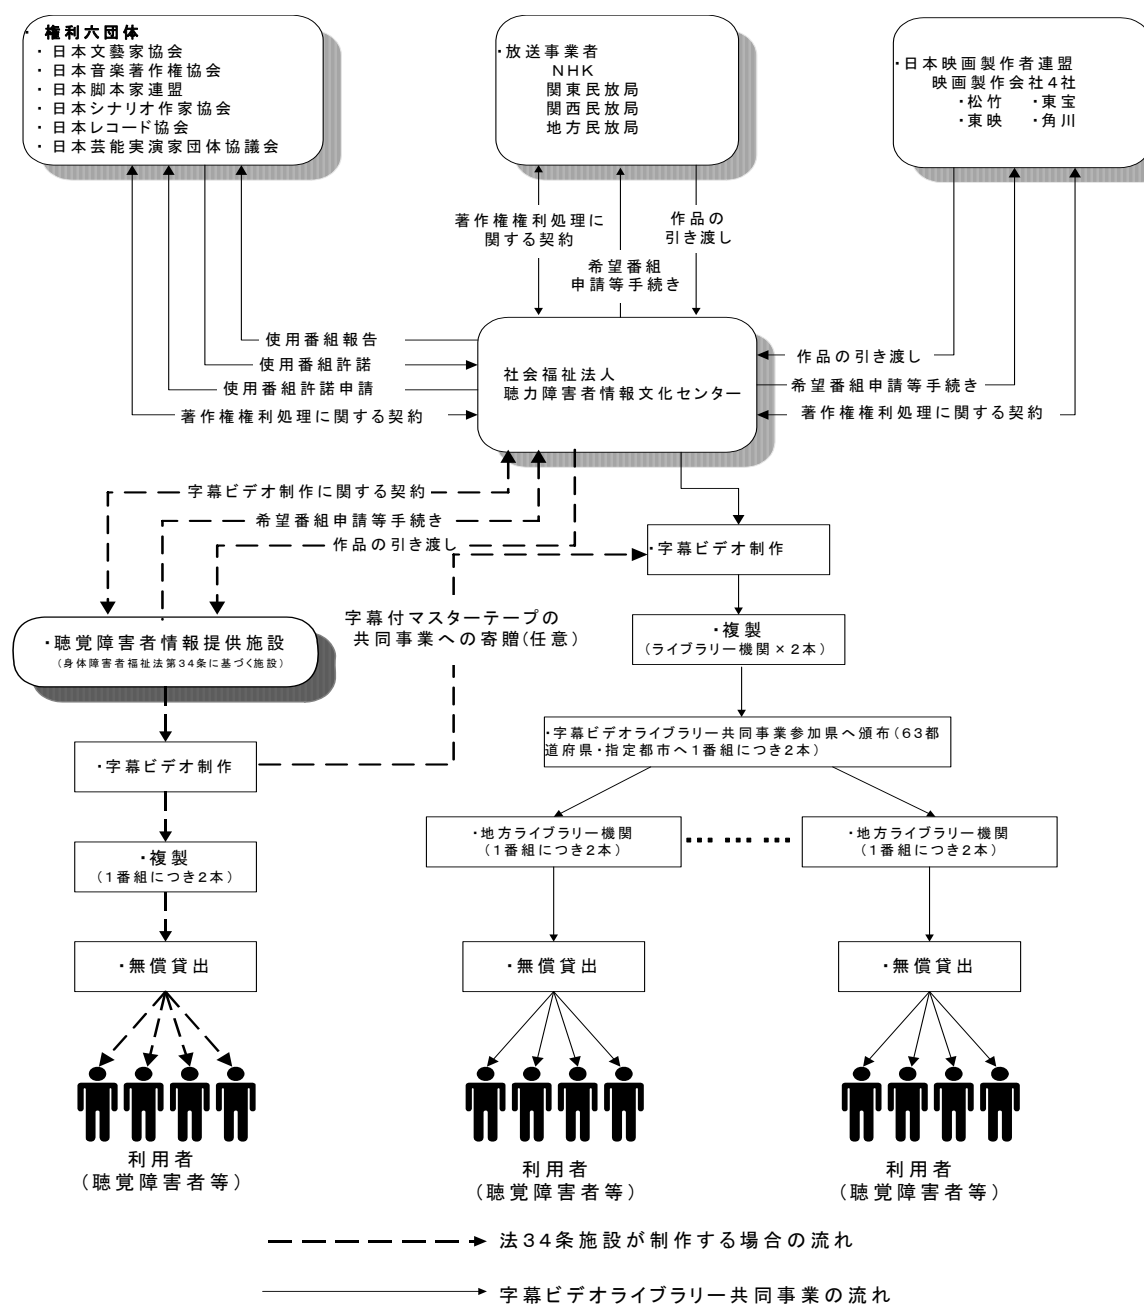 ・ 権利六団体
・ 日本文藝家協会
・ 日本音楽著作権協会
・ 日本脚本家連盟
・ 日本シナリオ作家協会
・ 日本レコード協会
・ 日本芸能実演家団体協議会
・放送事業者
NHK
関東民放局
関西民放局
地方民放局
・日本映画製作者連盟
映画製作会社4社
・松竹 ・東宝
・東映 ・角川
著作権権利処理に
関する契約
作品の
引き渡し
希望番組
申請等手続き
使用番組報告
使用番組許諾
使用番組許諾申請
著作権権利処理に関する契約
社会福祉法人
聴力障害者情報文化センター
作品の引き渡し
希望番組申請等手続き
著作権権利処理に関する契約
字幕ビデオ制作に関する契約
希望番組申請等手続き
作品の引き渡し
・字幕ビデオ制作
字幕付マスターテープの
共同事業への寄贈(任意)
・聴覚障害者情報提供施設
(身体障害者福祉法第34条に基づく施設)
・複製
(ライブラリー機関×2本)
・字幕ビデオライブラリー共同事業参加県へ頒布(63都
道府県・指定都市へ1番組につき2本)
・字幕ビデオ制作
・地方ライブラリー機関
(1番組につき2本)
・・・ ・・・ ・・・
・地方ライブラリー機関
(1番組につき2本)
・複製
(1番組につき2本)
・無償貸出
・無償貸出
・無償貸出
利用者
(聴覚障害者等)
利用者
(聴覚障害者等)
利用者
(聴覚障害者等)
法34条施設が制作する場合の流れ
字幕ビデオライブラリー共同事業の流れ